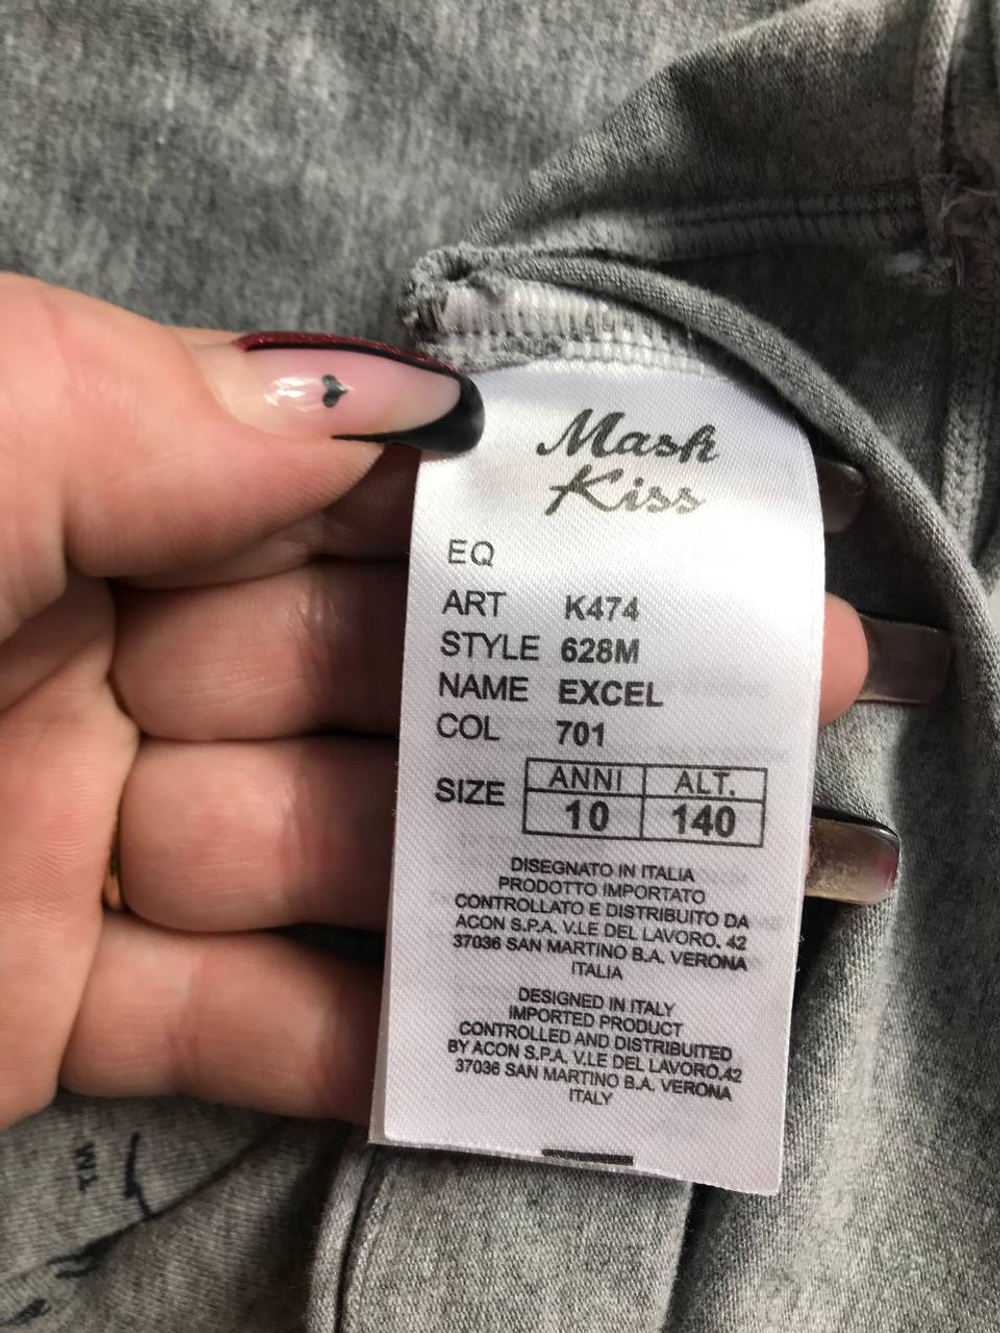 Mash
Kiss
EQ
ART K474
STYLE 628M
NAME EXCEL
COL 701
SIZE ANNI ALT.
10 140
DISEGNATO IN ITALIA
PRODOTTO IMPORTATO
CONTROLLATO E DISTRIBUITO DA
ACON S.P.A. V.LE DEL LAVORO. 42
37036 SAN MARTINO B.A. VERONA
ITALIA
DESIGNED IN ITALY
IMPORTED PRODUCT
CONTROLLED AND DISTRIBUITED
BY ACON S.P.A. V.LE DEL LAVORO,42
37036 SAN MARTINO B.A. VERONA
ITALY